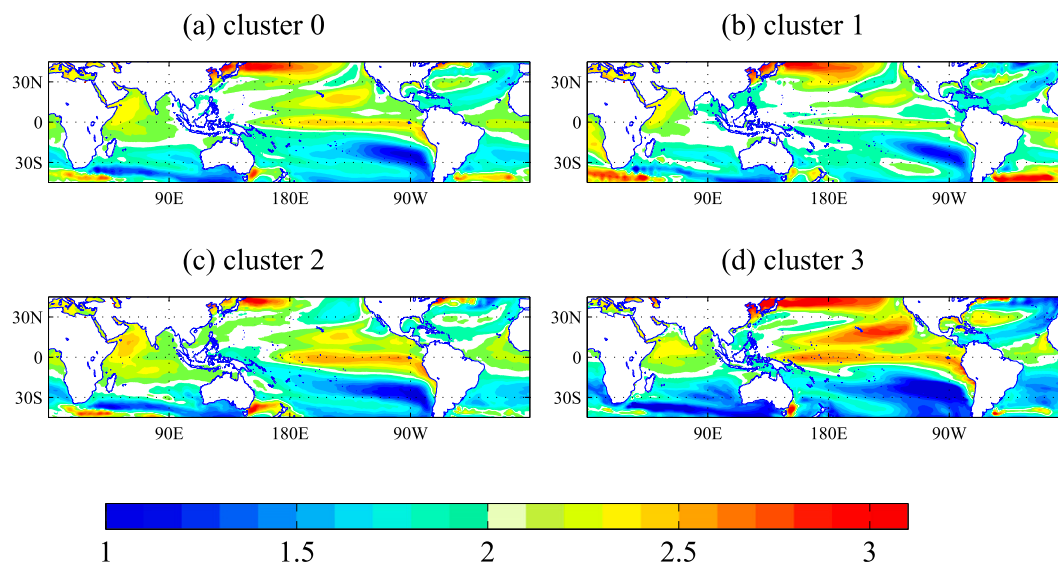 (a) cluster 0
(b) cluster 1
30N
0
30S
90E
180E
90W
30N
0
30S
90E
180E
90W
(c) cluster 2
(d) cluster 3
30N
0
30S
90E
180E
90W
30N
0
30S
90E
180E
90W
1
1.5
2
2.5
3